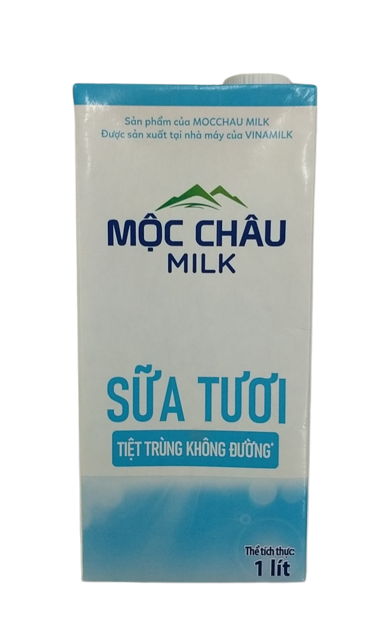 Sản phẩm của MOCCHAU MILK
Được sản xuất tại nhà máy của VINAMILK
MỘC CHÂU
MILK
SỮA TƯƠI
TIỆT TRÙNG KHÔNG ĐƯỜNG*
Thể tích thực:
1 lít